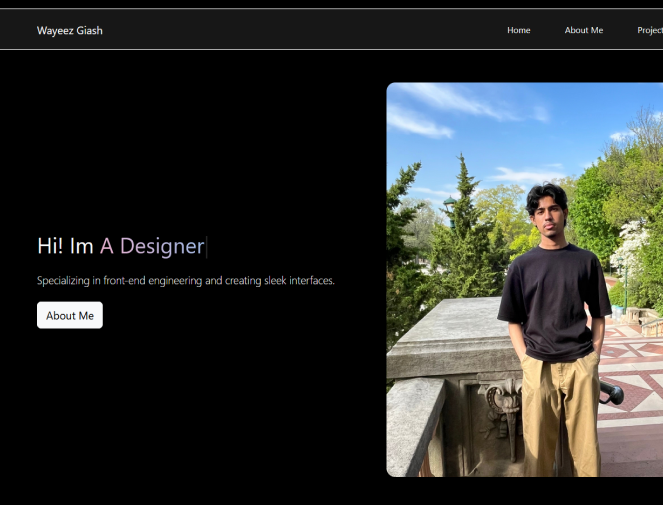 Wayeez Giash
Home About Me Project
Hi! Im A Designer
Specializing in front-end engineering and creating sleek interfaces.
About Me